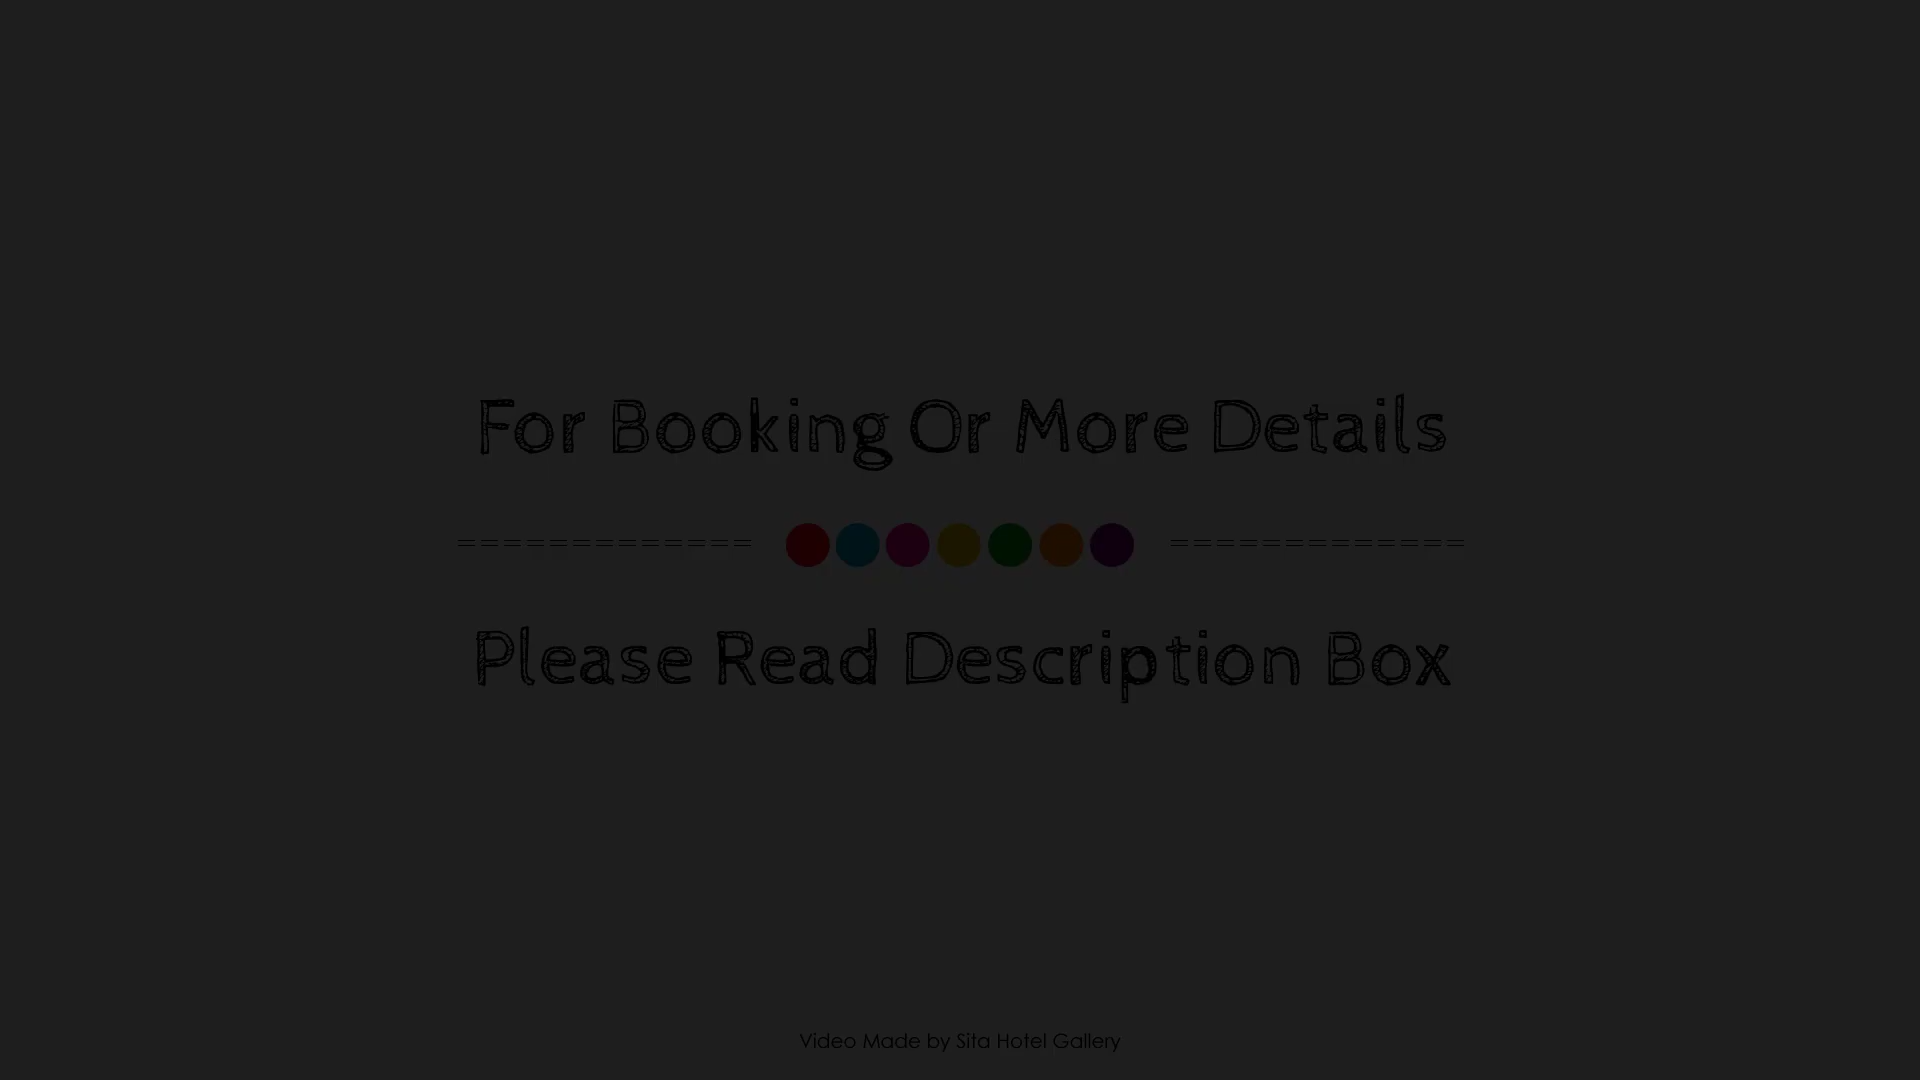 For Booking Or More Details
============= =============
Please Read Description Box
Video Made by Sita Hotel Gallery